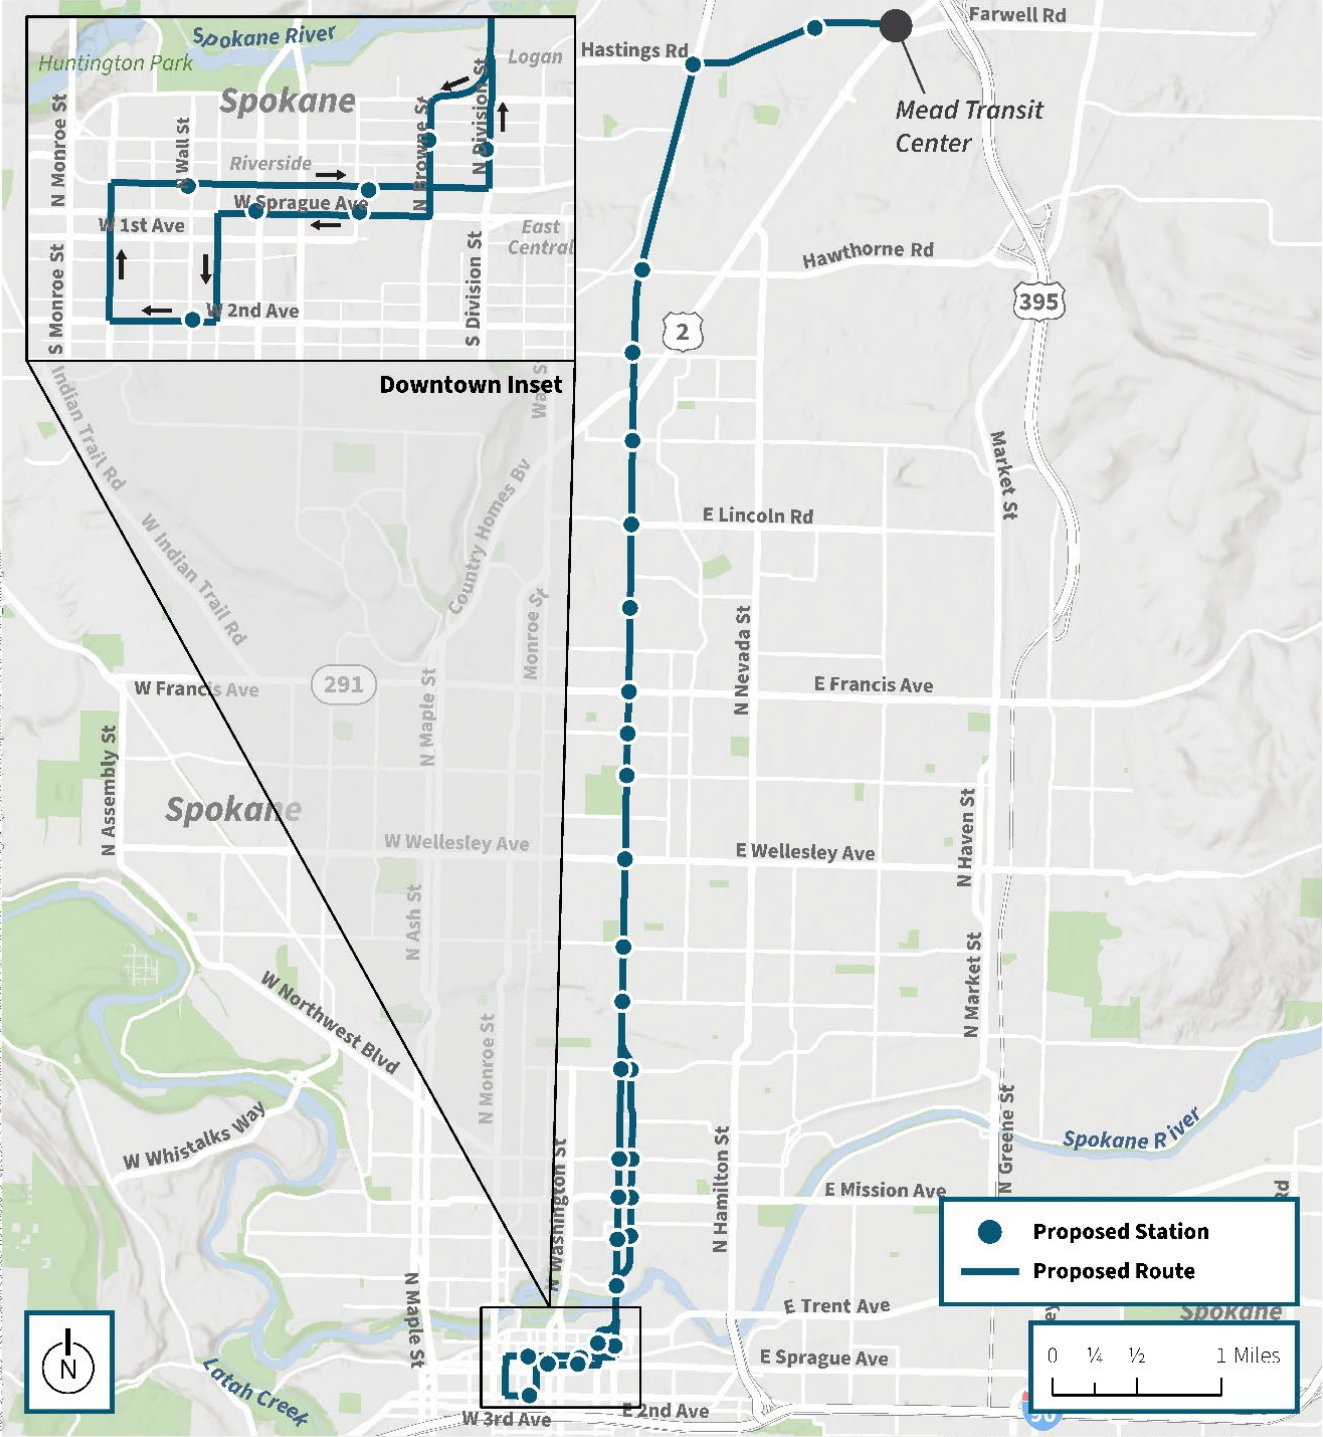 Spokane River
Huntington Park
Logan
Spokane
N Monroe St
N Wall St
Riverside
N Browne St
N Division St
W Sprague Ave
W 1st Ave
East
Central
S Monroe St
W 2nd Ave
S Division St
Downtown Inset
Farwell Rd
Hastings Rd
Mead Transit
Center
Hawthorne Rd
395
2
Indian Trail Rd
W Indian Trail Rd
Country Homes Bv
Market St
E Lincoln Rd
Monroe St
N Nevada St
W Francis Ave
291
E Francis Ave
N Maple St
N Assembly St
Spokane
W Wellesley Ave
E Wellesley Ave
N Haven St
N Ash St
N Market St
W Northwest Blvd
N Monroe St
W Whistalks Way
N Washington St
N Hamilton St
N Greene St
Spokane River
E Mission Ave
Rd
Proposed Station
Proposed Route
N Maple St
E Trent Ave
Spokane
E Sprague Ave
0 ¼ ½ 1 Miles
N
Latah Creek
W 3rd Ave
E 2nd Ave
90